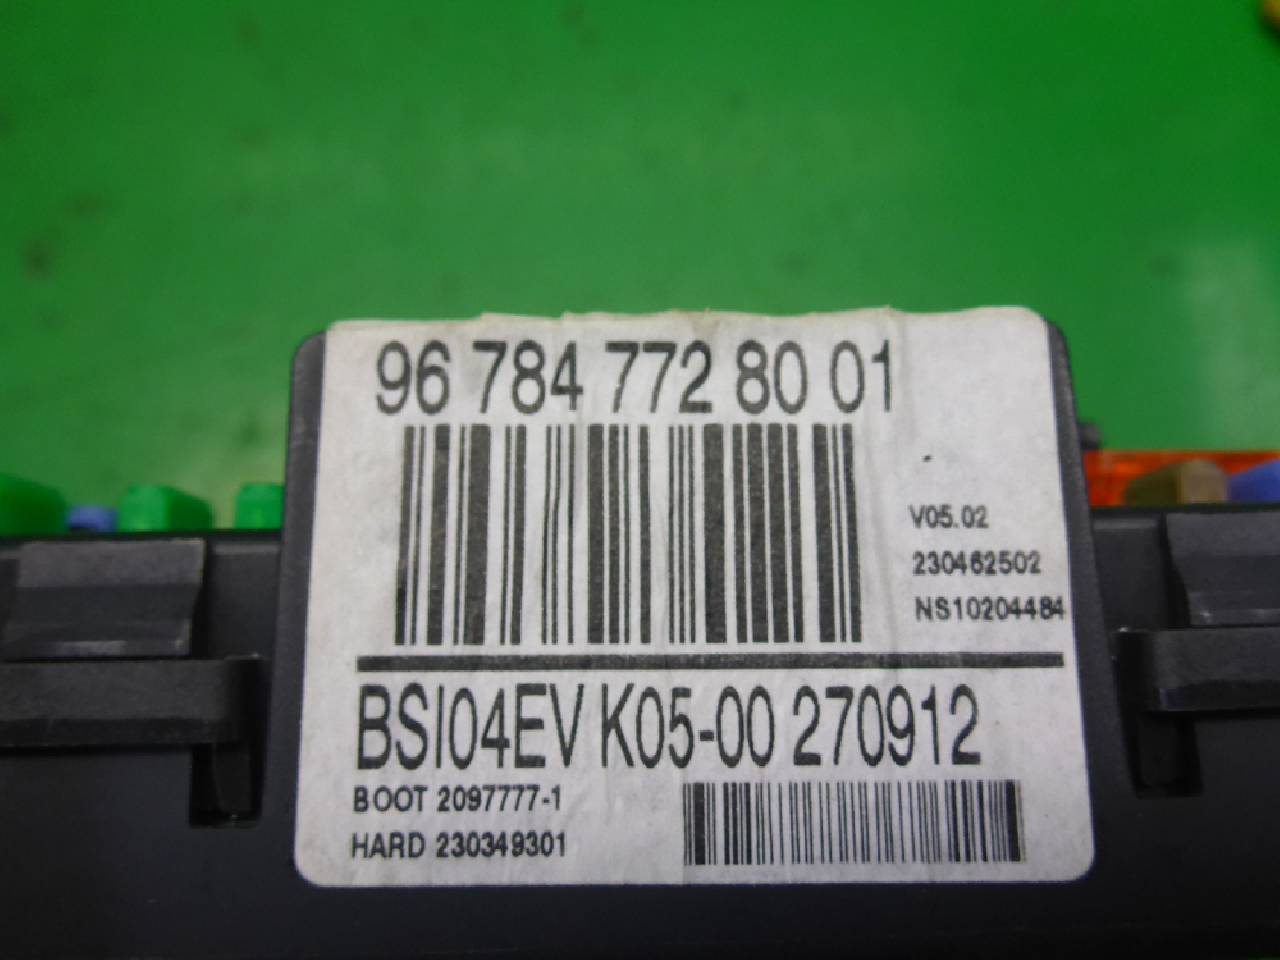 96 784 772 80 01
V05.02
230462502
NS10204484
BSI04EV K05-00 270912
BOOT 2097777-1
HARD 230349301